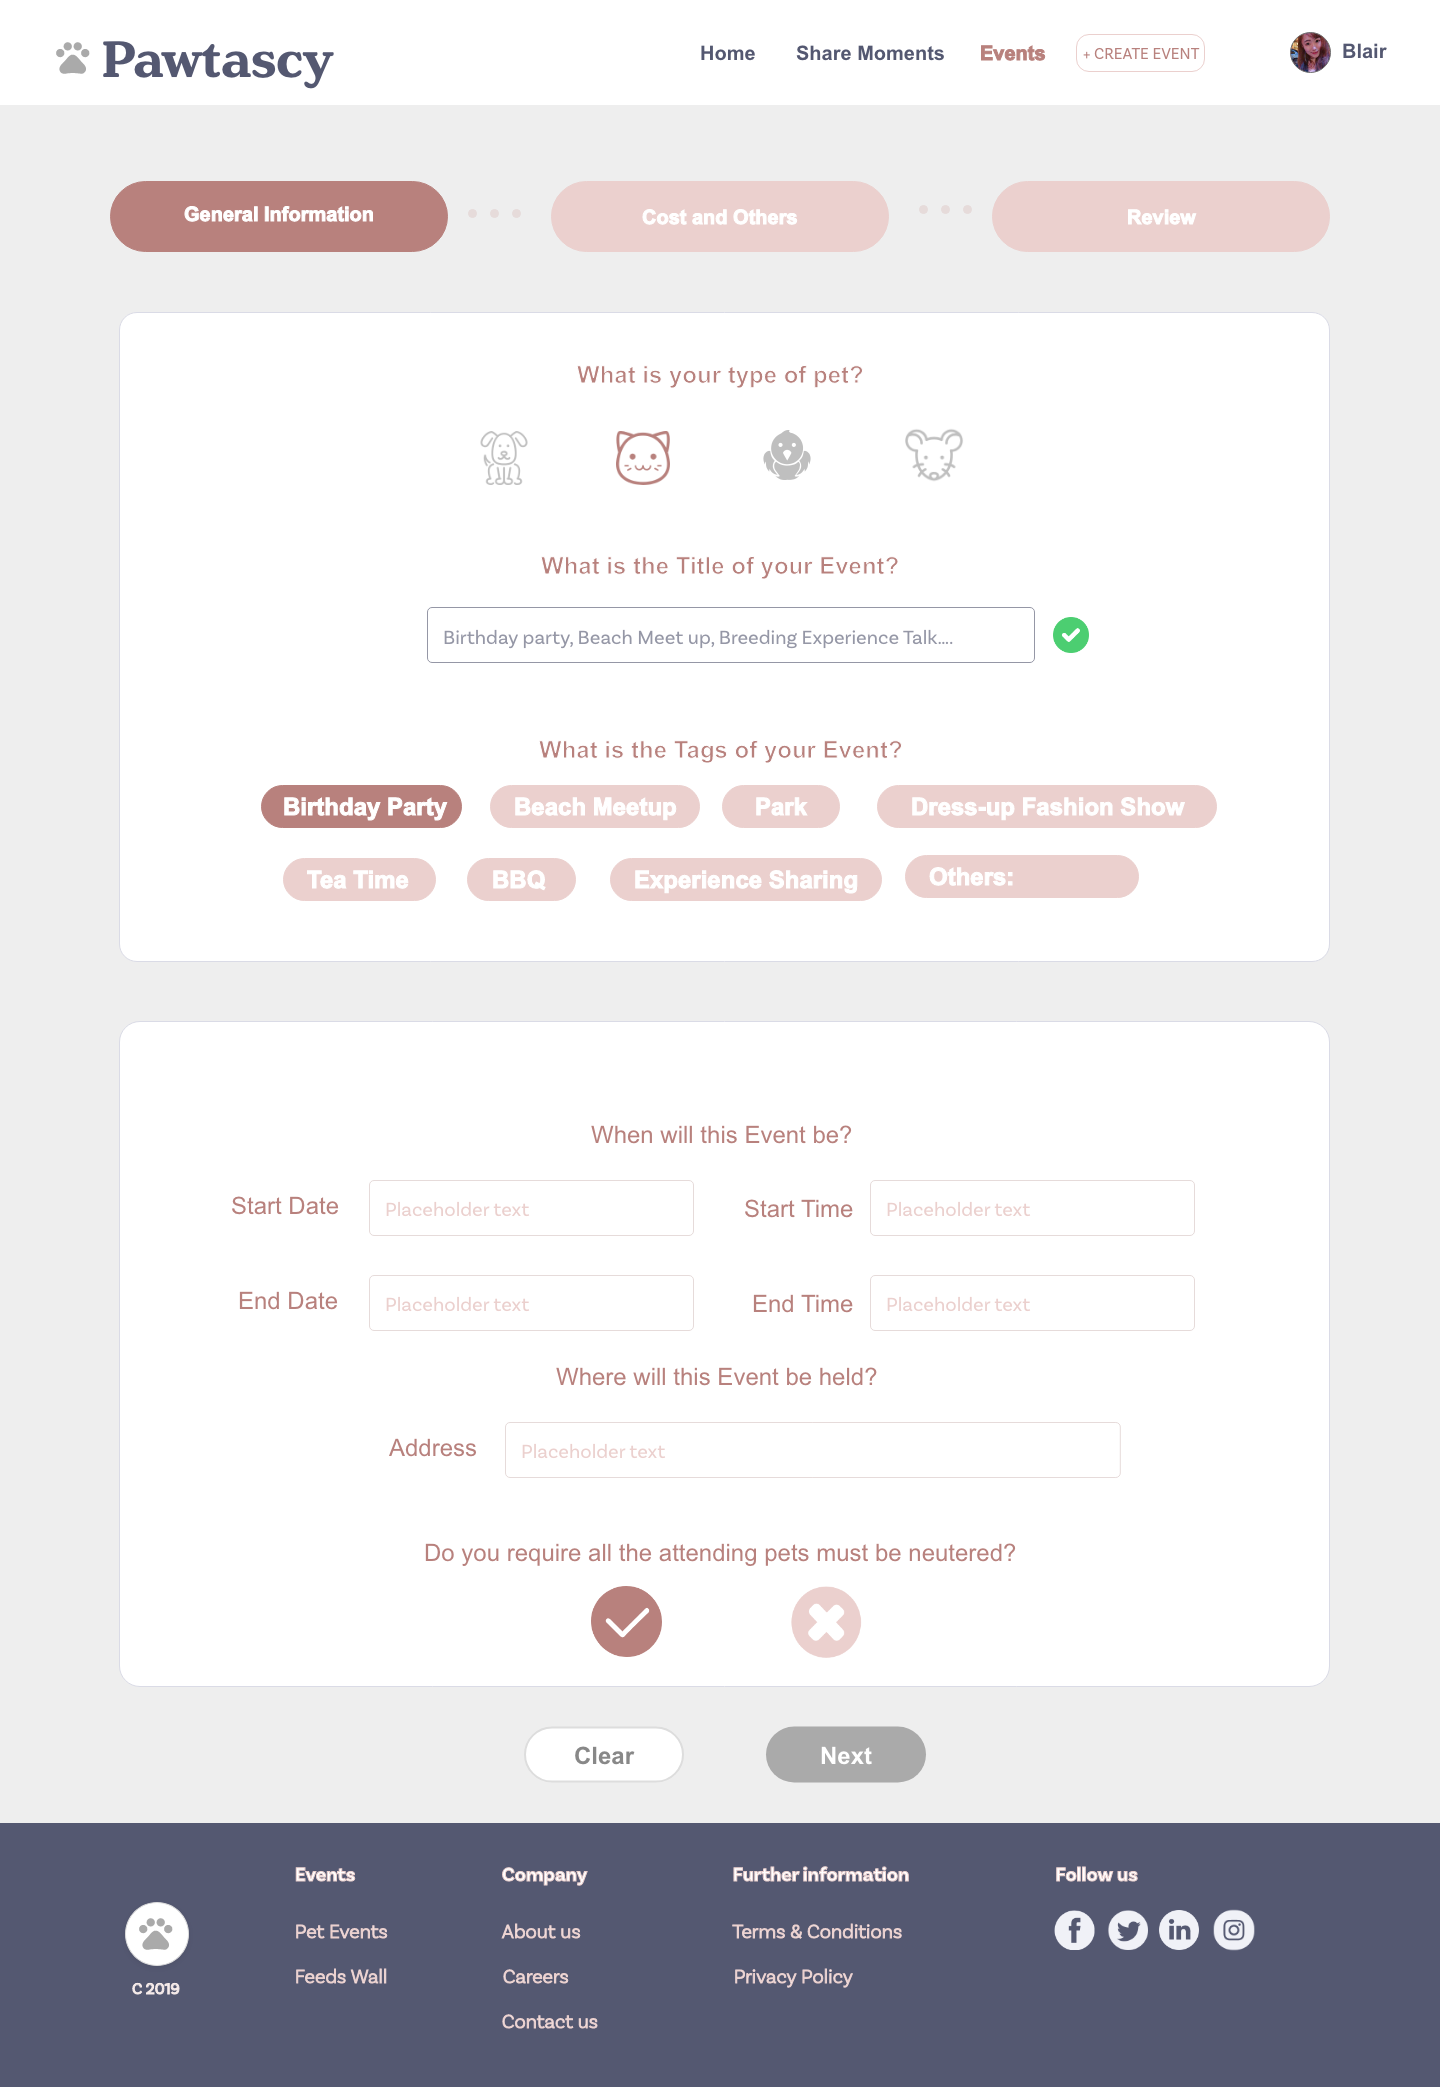 Pawtascy
Home Share Moments Events + CREATE EVENT Blair
General Information Cost and Others Review
What is your type of pet?
What is the Title of your Event?
Birthday party, Beach Meet up, Breeding Experience Talk....
What is the Tags of your Event?
Birthday Party Beach Meetup Park Dress-up Fashion Show
Tea Time BBQ Experience Sharing Others:
When will this Event be?
Start Date Placeholder text Start Time Placeholder text
End Date Placeholder text End Time Placeholder text
Where will this Event be held?
Address Placeholder text
Do you require all the attending pets must be neutered?
Clear Next
Events Company Further information Follow us
Pet Events About us Terms & Conditions
Feeds Wall Careers Privacy Policy
C 2019
Contact us